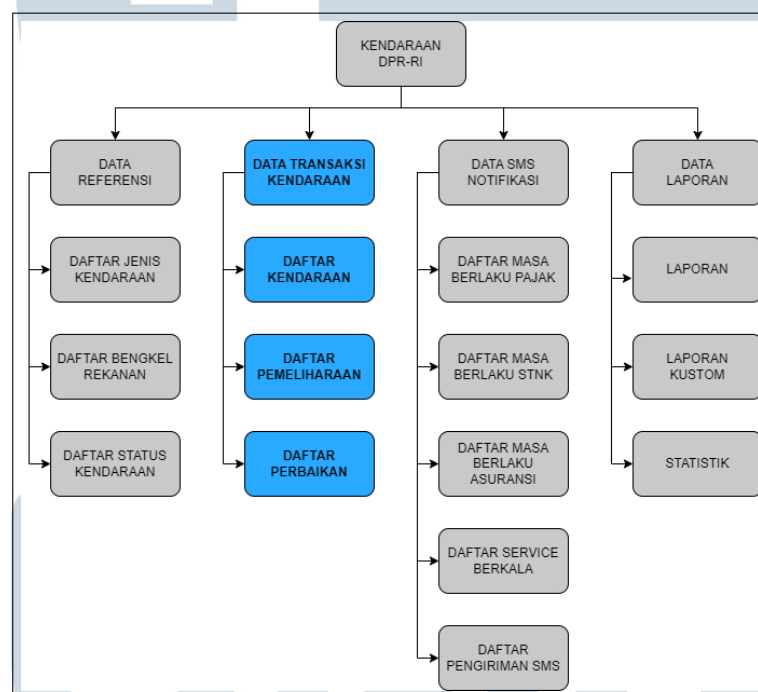 KENDARAAN
DPR-RI
DATA
REFERENSI
DATA TRANSAKSI
KENDARAAN
DATA SMS
NOTIFIKASI
DATA
LAPORAN
DAFTAR JENIS
KENDARAAN
DAFTAR
KENDARAAN
DAFTAR MASA
BERLAKU PAJAK
LAPORAN
DAFTAR BENGKEL
REKANAN
DAFTAR
PEMELIHARAAN
DAFTAR MASA
BERLAKU STNK
LAPORAN
KUSTOM
DAFTAR STATUS
KENDARAAN
DAFTAR
PERBAIKAN
DAFTAR MASA
BERLAKU
ASURANSI
STATISTIK
DAFTAR SERVICE
BERKALA
DAFTAR
PENGIRIMAN SMS